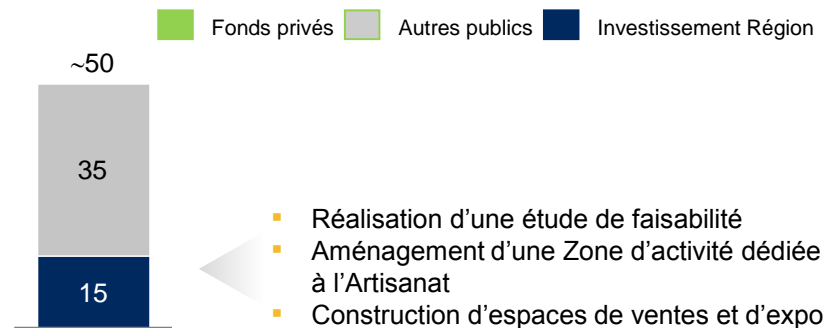 Fonds privés Autres publics Investissement Région
~50
35
15
▪ Réalisation d’une étude de faisabilité
▪ Aménagement d’une Zone d’activité dédiée
à l’Artisanat
▪ Construction d’espaces de ventes et d’expo